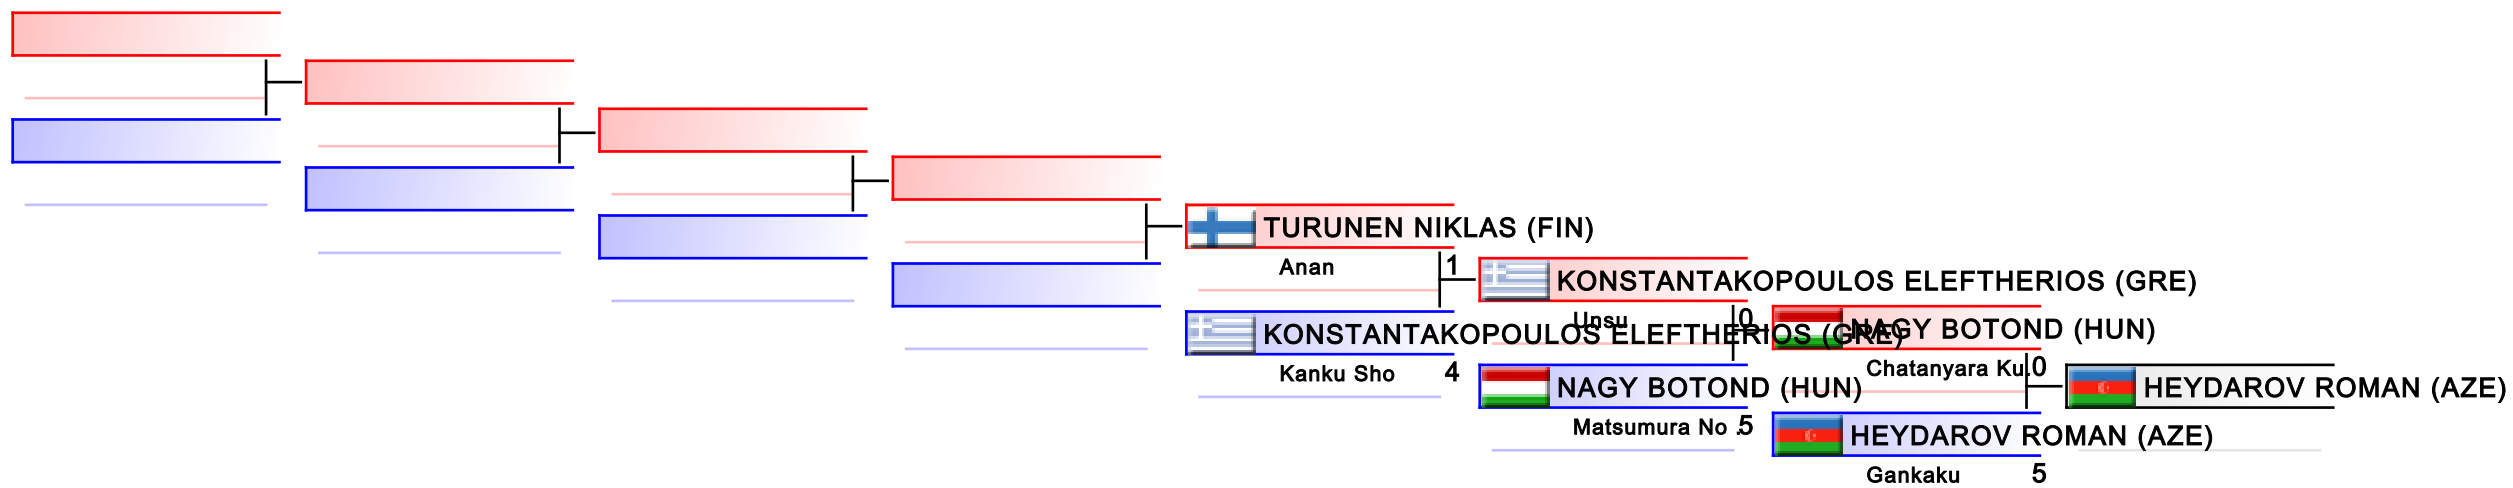 TURUNEN NIKLAS (FIN)
Anan 1
KONSTANTAKOPOULOS ELEFTHERIOS (GRE)
Kanku Sho 4
KONSTANTAKOPOULOS ELEFTHERIOS (GRE)
Unsu 0
NAGY BOTOND (HUN)
Matsumura No 5
NAGY BOTOND (HUN)
Chatanyara Ku. 0
HEYDAROV ROMAN (AZE)
Gankaku 5
HEYDAROV ROMAN (AZE)